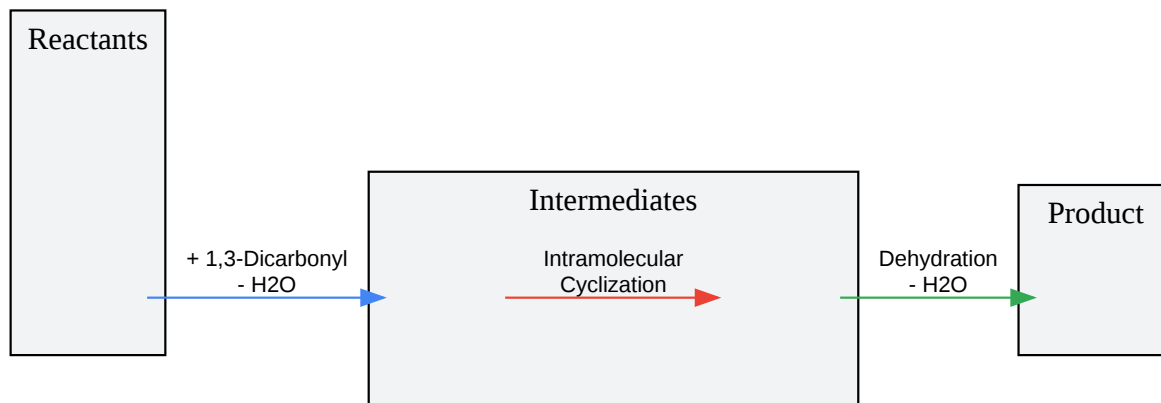 Reactants
Intermediates
Product
+ 1,3-Dicarbonyl
- H2O
Intramolecular
Cyclization
Dehydration
- H2O